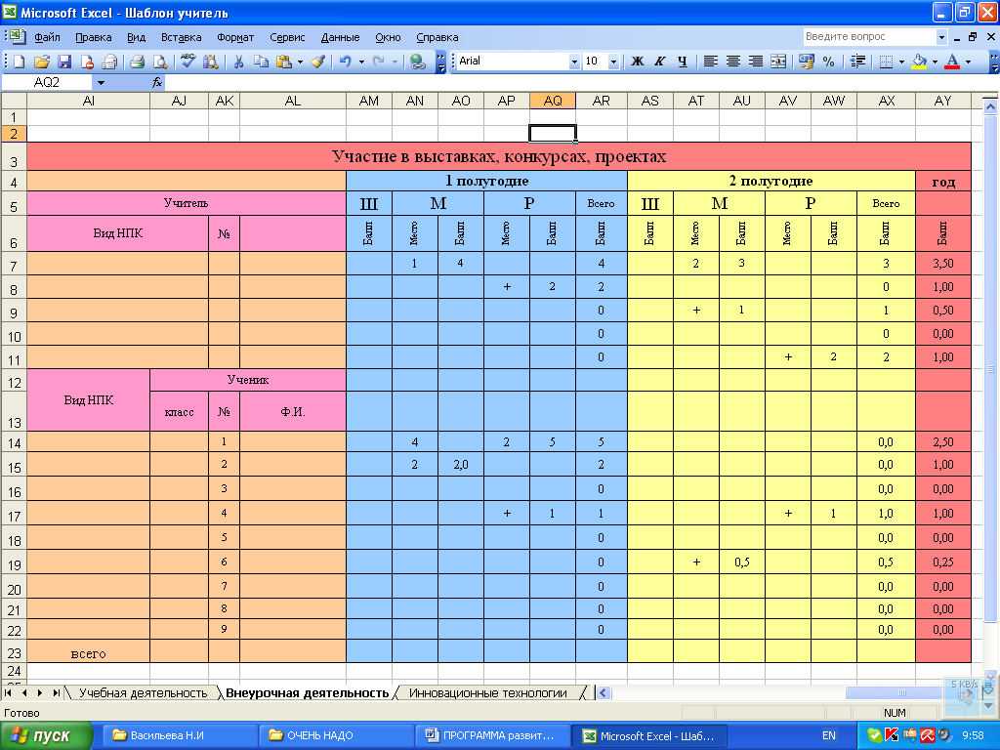 Microsoft Excel - Шаблон учитель
Файл Правка Вид Вставка Формат Сервис Данные Окно Справка Введите вопрос
Arial 10 Ж К Ч %
AQ2 fx
AI AJ AK AL AM AN AO AP AQ AR AS AT AU AV AW AX AY
1
2
3 Участие в выставках, конкурсах, проектах
4 1 полугодие 2 полугодие год
5 Учитель Ш М Р Всего Ш М Р Всего
6 Вид НПК № Балл Место Балл Место Балл Балл Балл Место Балл Место Балл Балл Балл
7 1 4 4 2 3 3 3,50
8 + 2 2 0 1,00
9 0 + 1 1 0,50
10 0 0 0,00
11 0 + 2 2 1,00
12 Вид НПК Ученик
13 класс № Ф.И.
14 1 4 2 5 5 0,0 2,50
15 2 2 2,0 2 0,0 1,00
16 3 0 0,0 0,00
17 4 + 1 1 + 1 1,0 1,00
18 5 0 0,0 0,00
19 6 0 + 0,5 0,5 0,25
20 7 0 0,0 0,00
21 8 0 0,0 0,00
22 9 0 0,0 0,00
23 всего
24
Учебная деятельность Внеурочная деятельность Инновационные технологии 5 KB/s
Готово NUM
пуск Васильева Н.И ОЧЕНЬ НАДО ПРОГРАММА развит... Microsoft Excel - Шаб... EN 9:58